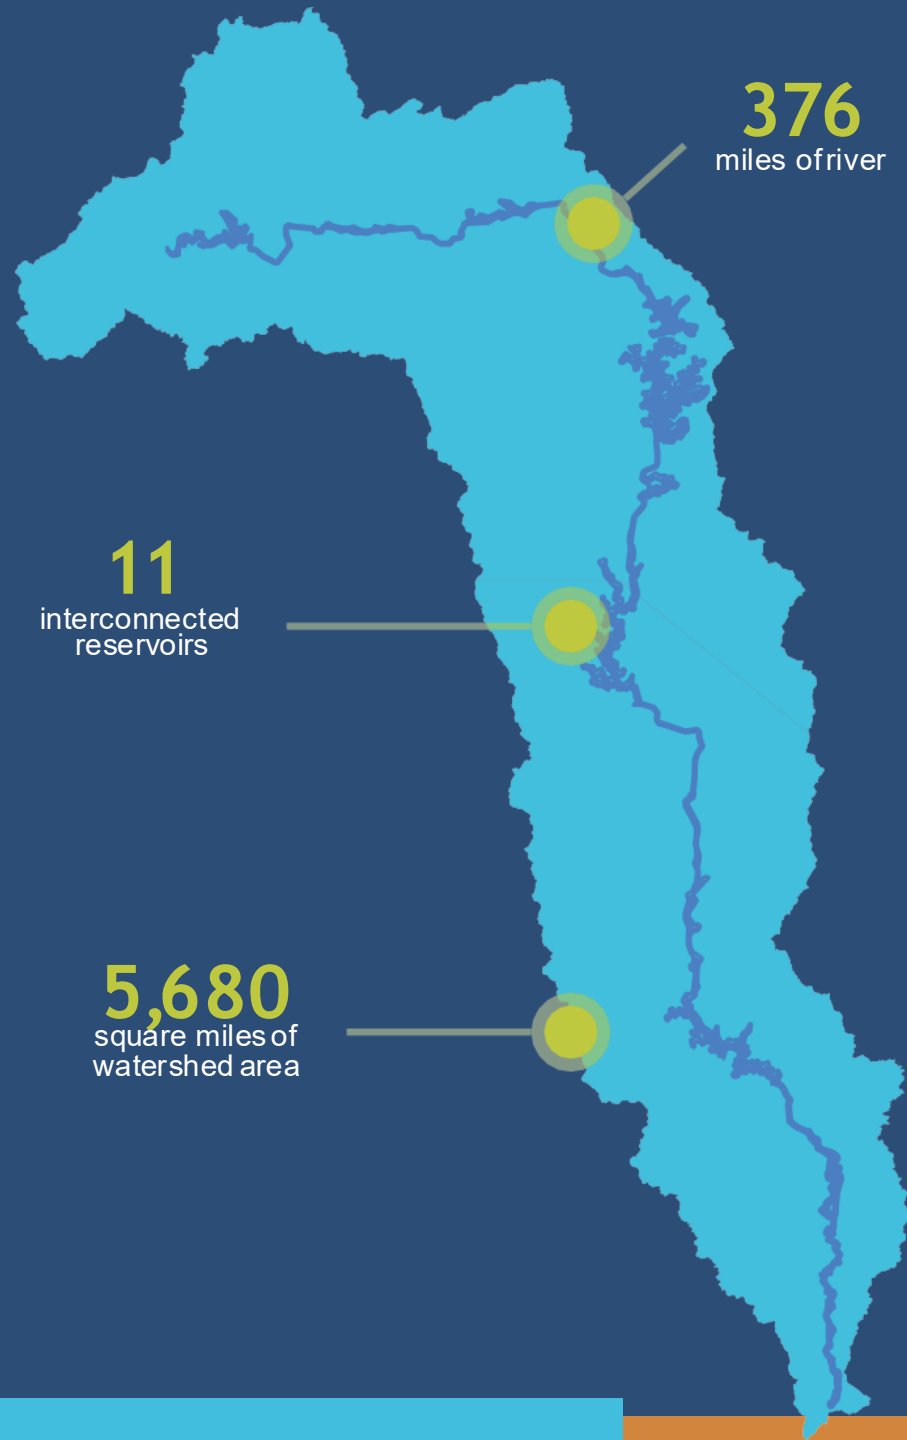 376
miles of river
11
interconnected
reservoirs
5,680
square miles of
watershed area